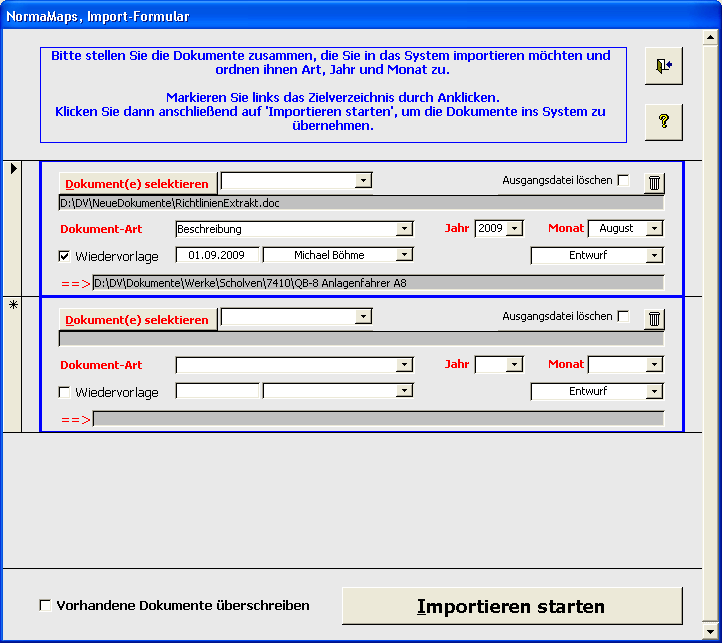 NormaMaps, Import-Formular
Bitte stellen Sie die Dokumente zusammen, die Sie in das System importieren möchten und
ordnen ihnen Art, Jahr und Monat zu.
Markieren Sie links das Zielverzeichnis durch Anklicken.
Klicken Sie dann anschließend auf 'Importieren starten', um die Dokumente ins System zu
übernehmen.
?
Dokument(e) selektieren Ausgangsdatei löschen
D:\DV\NeueDokumente\RichtlinienExtrakt.doc
Dokument-Art Beschreibung Jahr 2009 Monat August
Wiedervorlage 01.09.2009 Michael Böhme Entwurf
==> D:\DV\Dokumente\Werke\Scholven\7410\QB-8 Anlagenfahrer A8
*
Dokument(e) selektieren Ausgangsdatei löschen
Dokument-Art Jahr Monat
Wiedervorlage Entwurf
==>
Vorhandene Dokumente überschreiben Importieren starten